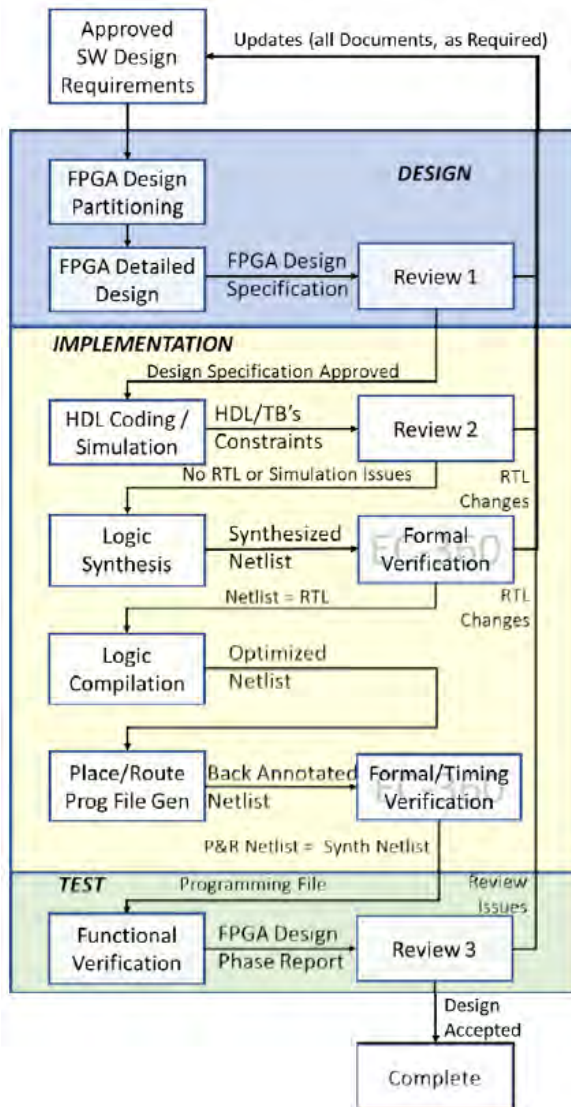 Approved
SW Design
Requirements
Updates (all Documents, as Required)
DESIGN
FPGA Design
Partitioning
FPGA Detailed
Design
FPGA Design
Specification
Review 1
IMPLEMENTATION
Design Specification Approved
HDL Coding /
Simulation
HDL/TB's
Constraints
Review 2
No RTL or Simulation Issues
RTL
Changes
Logic
Synthesis
Synthesized
Netlist
EC-360
Formal
Verification
Netlist = RTL
RTL
Changes
Logic
Compilation
Optimized
Netlist
Place/Route
Prog File Gen
Back Annotated
Netlist
EC-360
Formal/Timing
Verification
P&R Netlist = Synth Netlist
TEST
Programming File
Review
Issues
Functional
Verification
FPGA Design
Phase Report
Review 3
Design
Accepted
Complete